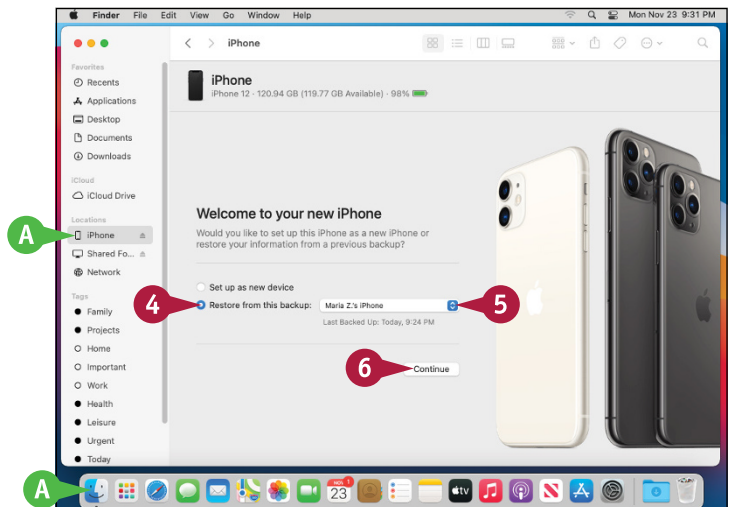 Finder File Edit View Go Window Help Mon Nov 23 9:31 PM
iPhone
Favorites
Recents
Applications
Desktop
Documents
Downloads
iCloud
iCloud Drive
Locations
A
iPhone
Shared Fo...
Network
Tags
Family
Projects
Home
Important
Work
Health
Leisure
Urgent
Today
iPhone
iPhone 12 · 120.94 GB (119.77 GB Available) · 98%
Welcome to your new iPhone
Would you like to set up this iPhone as a new iPhone or
restore your information from a previous backup?
Set up as new device
4 Restore from this backup: Maria Z.'s iPhone 5
Last Backed Up: Today, 9:24 PM
6 Continue
A
NOV 1
23
tv